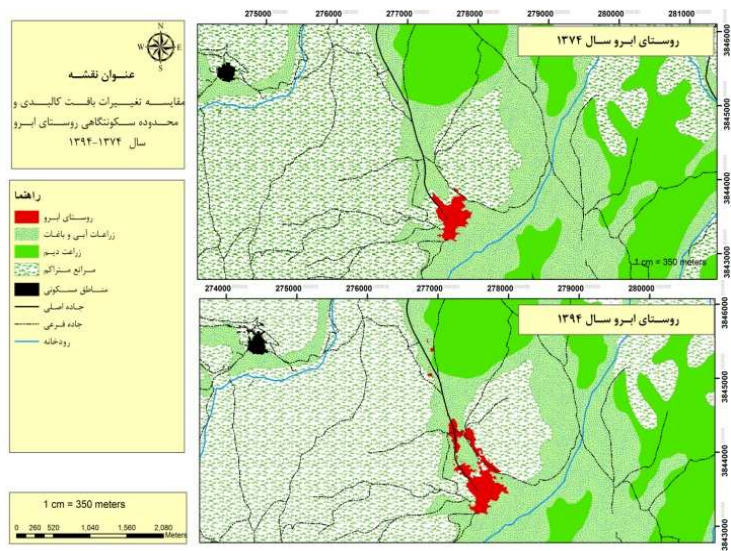 N
W E
S
عنوان نقشه
مقایسه تغییرات بافت کالبدی و
محدوده سکونتگاهی روستای ابرو
سال ۱۳۷۴-۱۳۹۴
راهنما
روستای ابرو
زراعات آبی و باغات
زراعت دیم
مراتع متراکم
مناطق مسکونی
جاده اصلی
جاده فرعی
رودخانه
1 cm = 350 meters
0 260 520 1,040 1,560 2,080
Meters
275000 276000 277000 278000 279000 280000 281000
روستای ابرو سال ۱۳۷۴
3846000
3845000
3844000
3843000
1 cm = 350 meters
274000 275000 276000 277000 278000 279000 280000
روستای ابرو سال ۱۳۹۴
3846000
3845000
3844000
3843000